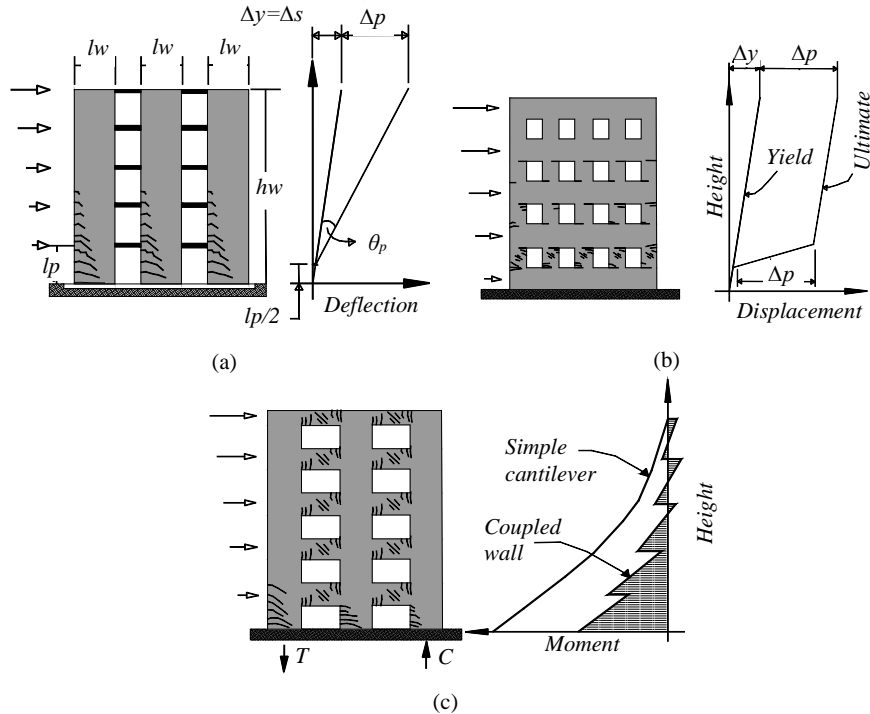 Δy=Δs Δp
lw lw lw
hw
θp
lp
lp/2
Deflection
(a)
Δy Δp
Height
Yield
Ultimate
Δp
Displacement
(b)
Simple
cantilever
Coupled
wall
Height
Moment
T C
(c)